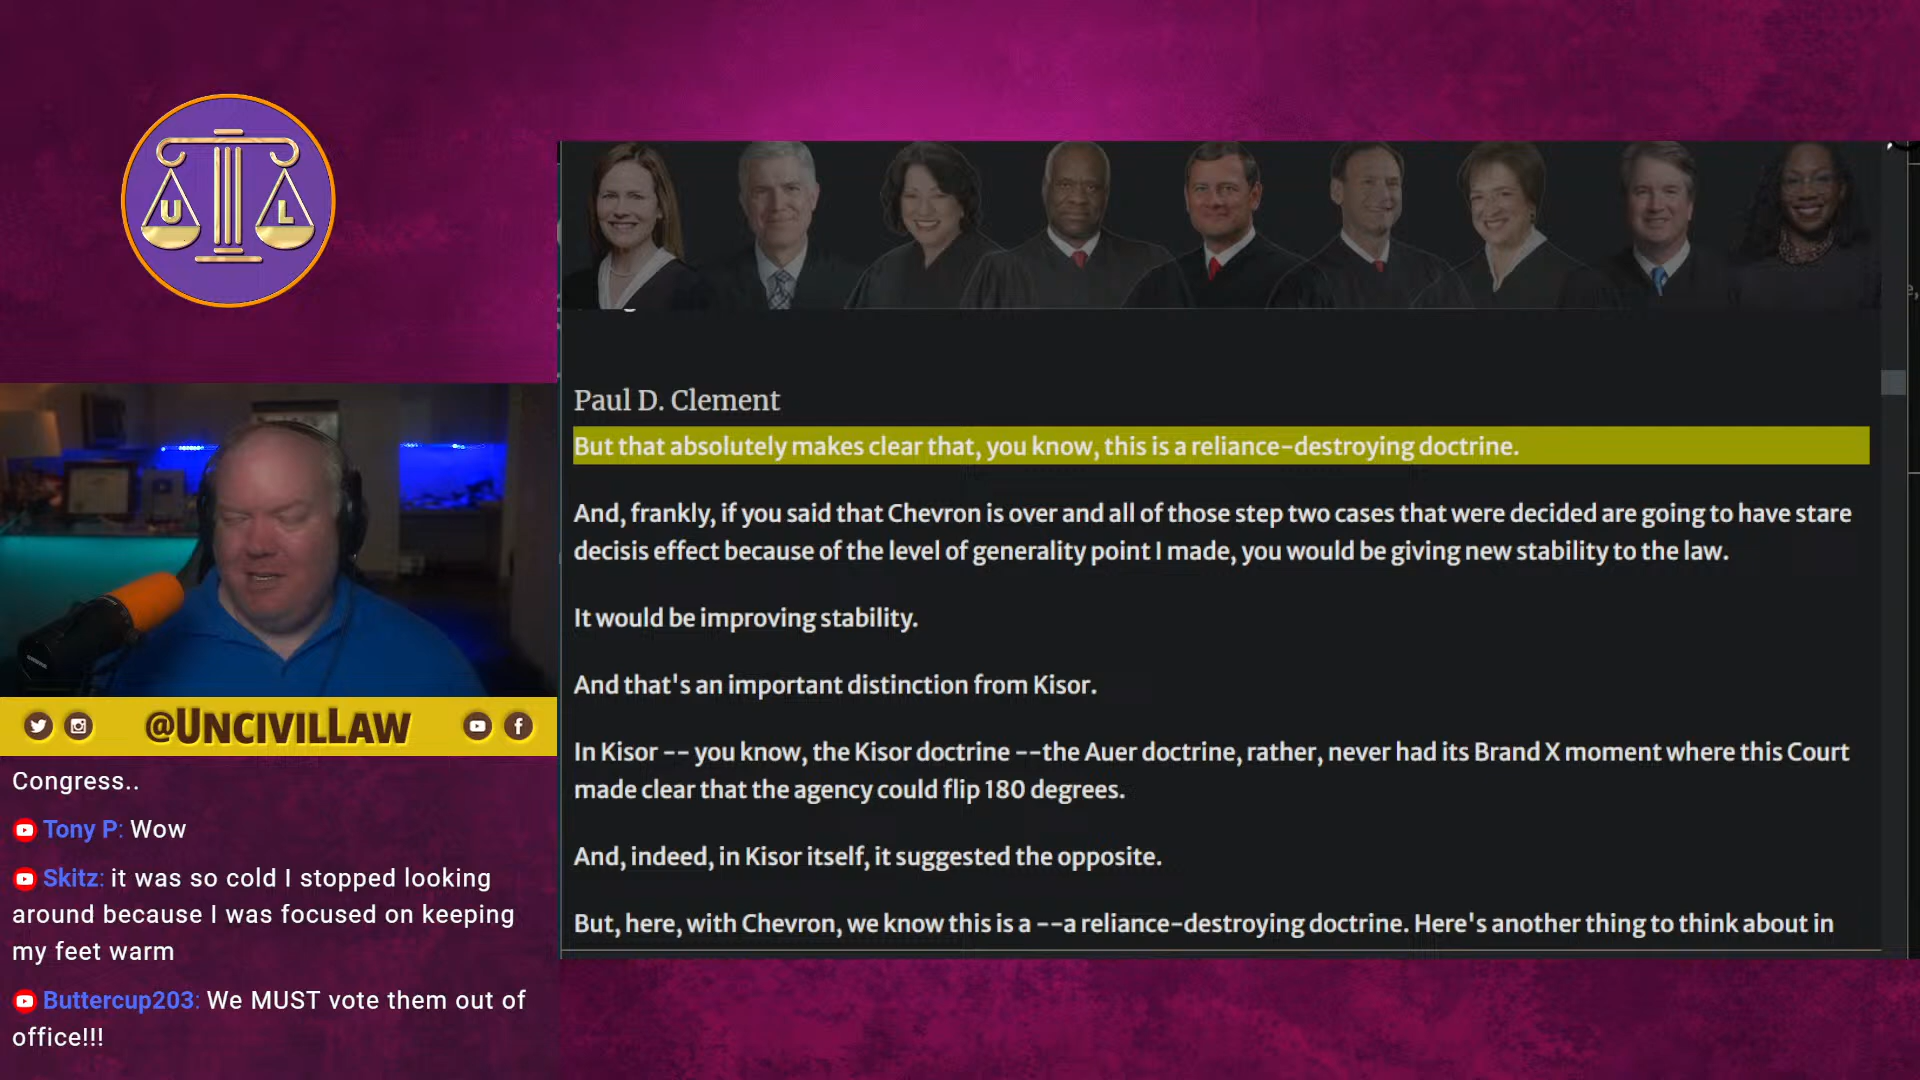 U L
Paul D. Clement
But that absolutely makes clear that, you know, this is a reliance-destroying doctrine.
And, frankly, if you said that Chevron is over and all of those step two cases that were decided are going to have stare
decisis effect because of the level of generality point I made, you would be giving new stability to the law.
It would be improving stability.
And that's an important distinction from Kisor.
In Kisor -- you know, the Kisor doctrine --the Auer doctrine, rather, never had its Brand X moment where this Court
made clear that the agency could flip 180 degrees.
And, indeed, in Kisor itself, it suggested the opposite.
But, here, with Chevron, we know this is a --a reliance-destroying doctrine. Here's another thing to think about in
@UNCIVILLAW
Congress..
Tony P: Wow
Skitz: it was so cold I stopped looking
around because I was focused on keeping
my feet warm
Buttercup203: We MUST vote them out of
office!!!